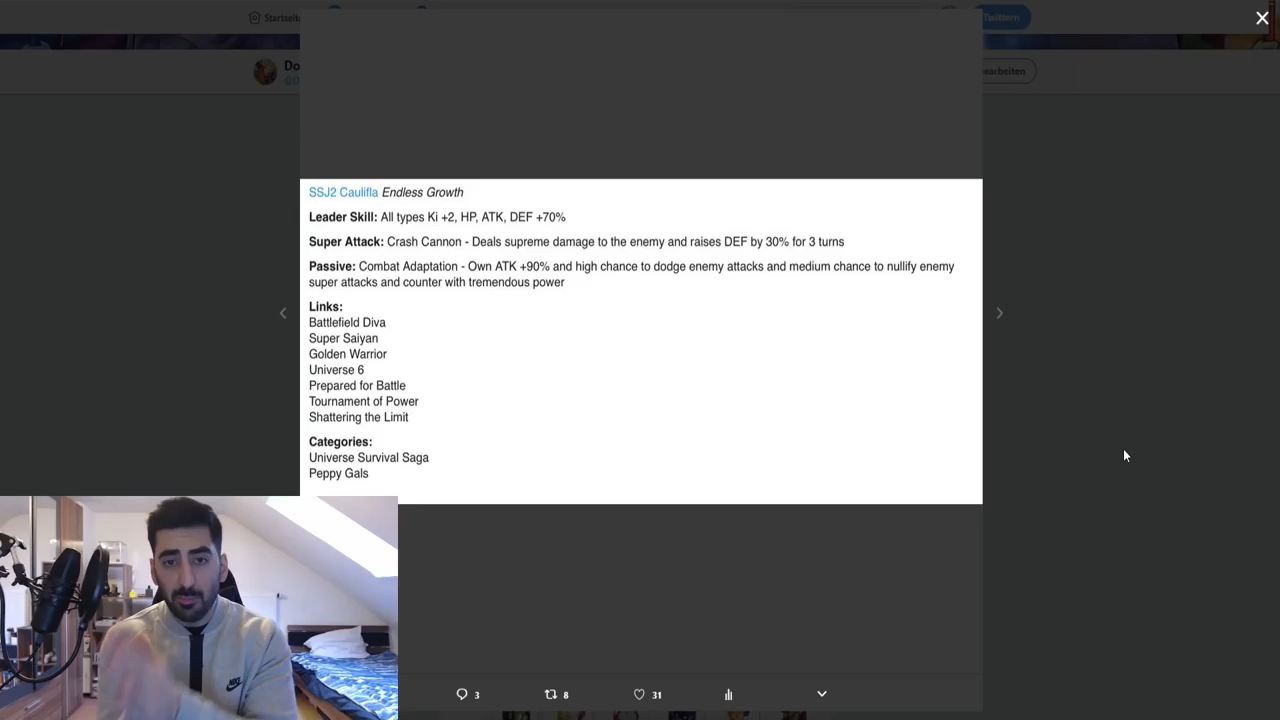 Startseite
Twittern
Do
earbeiten
SSJ2 Caulifla Endless Growth
Leader Skill: All types Ki +2, HP, ATK, DEF +70%
Super Attack: Crash Cannon - Deals supreme damage to the enemy and raises DEF by 30% for 3 turns
Passive: Combat Adaptation - Own ATK +90% and high chance to dodge enemy attacks and medium chance to nullify enemy
super attacks and counter with tremendous power
Links:
Battlefield Diva
Super Saiyan
Golden Warrior
Universe 6
Prepared for Battle
Tournament of Power
Shattering the Limit
Categories:
Universe Survival Saga
Peppy Gals
3 8 31